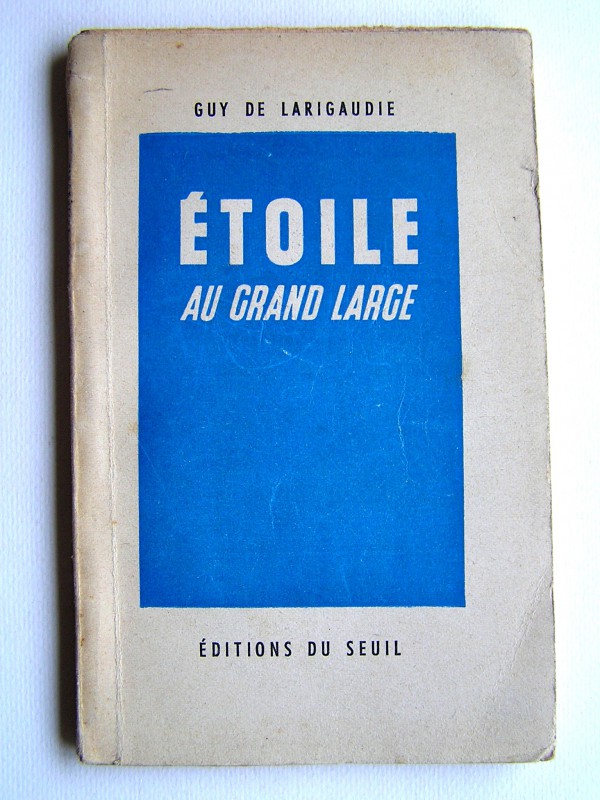 GUY DE LARIGAUDIE
ÉTOILE
AU GRAND LARGE
ÉDITIONS DU SEUIL